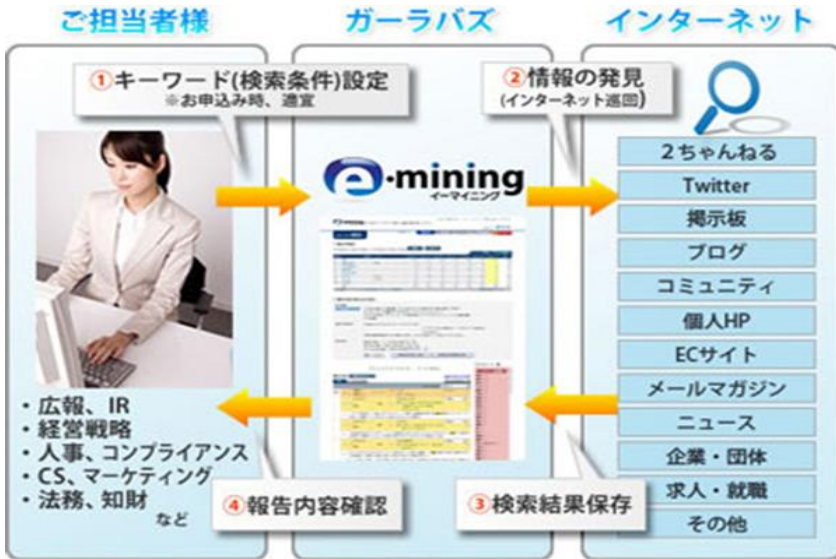 ご担当者様
ガーラバズ
インターネット
①キーワード(検索条件)設定
※お申込み時、適宜
②情報の発見
(インターネット巡回)
e·mining
イーマイニング
2ちゃんねる
Twitter
掲示板
ブログ
コミュニティ
個人HP
ECサイト
メールマガジン
ニュース
企業・団体
求人・就職
その他
・広報、IR
・経営戦略
・人事、コンプライアンス
・CS、マーケティング
・法務、知財
など
④報告内容確認
③検索結果保存